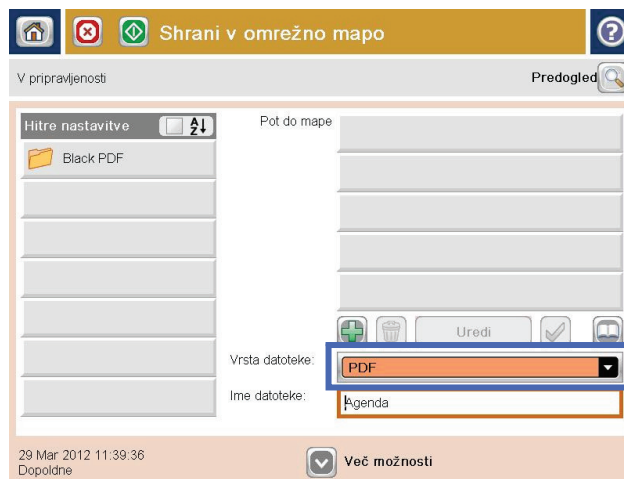 Shrani v omrežno mapo
V pripravljenosti
Predogled
Hitre nastavitve
Pot do mape
Black PDF
Uredi
Vrsta datoteke:
PDF
Ime datoteke:
Agenda
29 Mar 2012 11:39:36
Dopoldne
Več možnosti